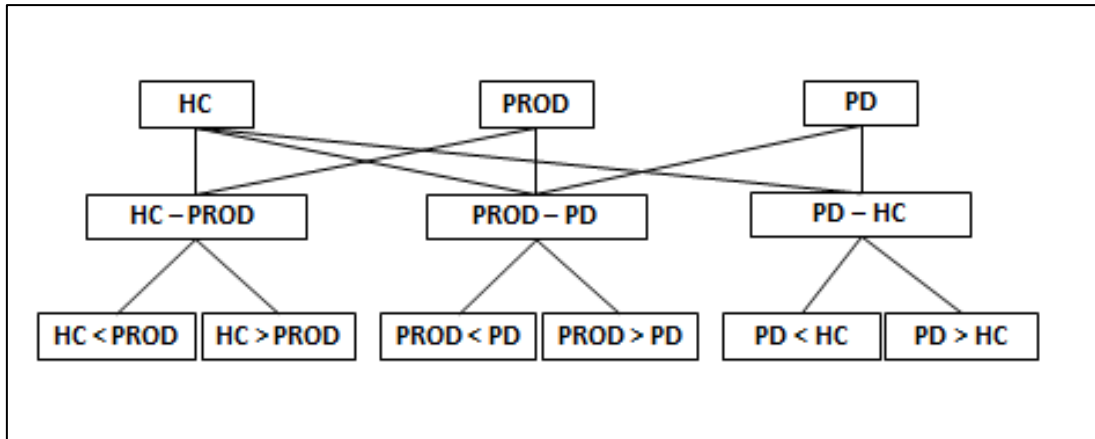 HC
PROD
PD
HC – PROD
PROD – PD
PD – HC
HC < PROD
HC > PROD
PROD < PD
PROD > PD
PD < HC
PD > HC